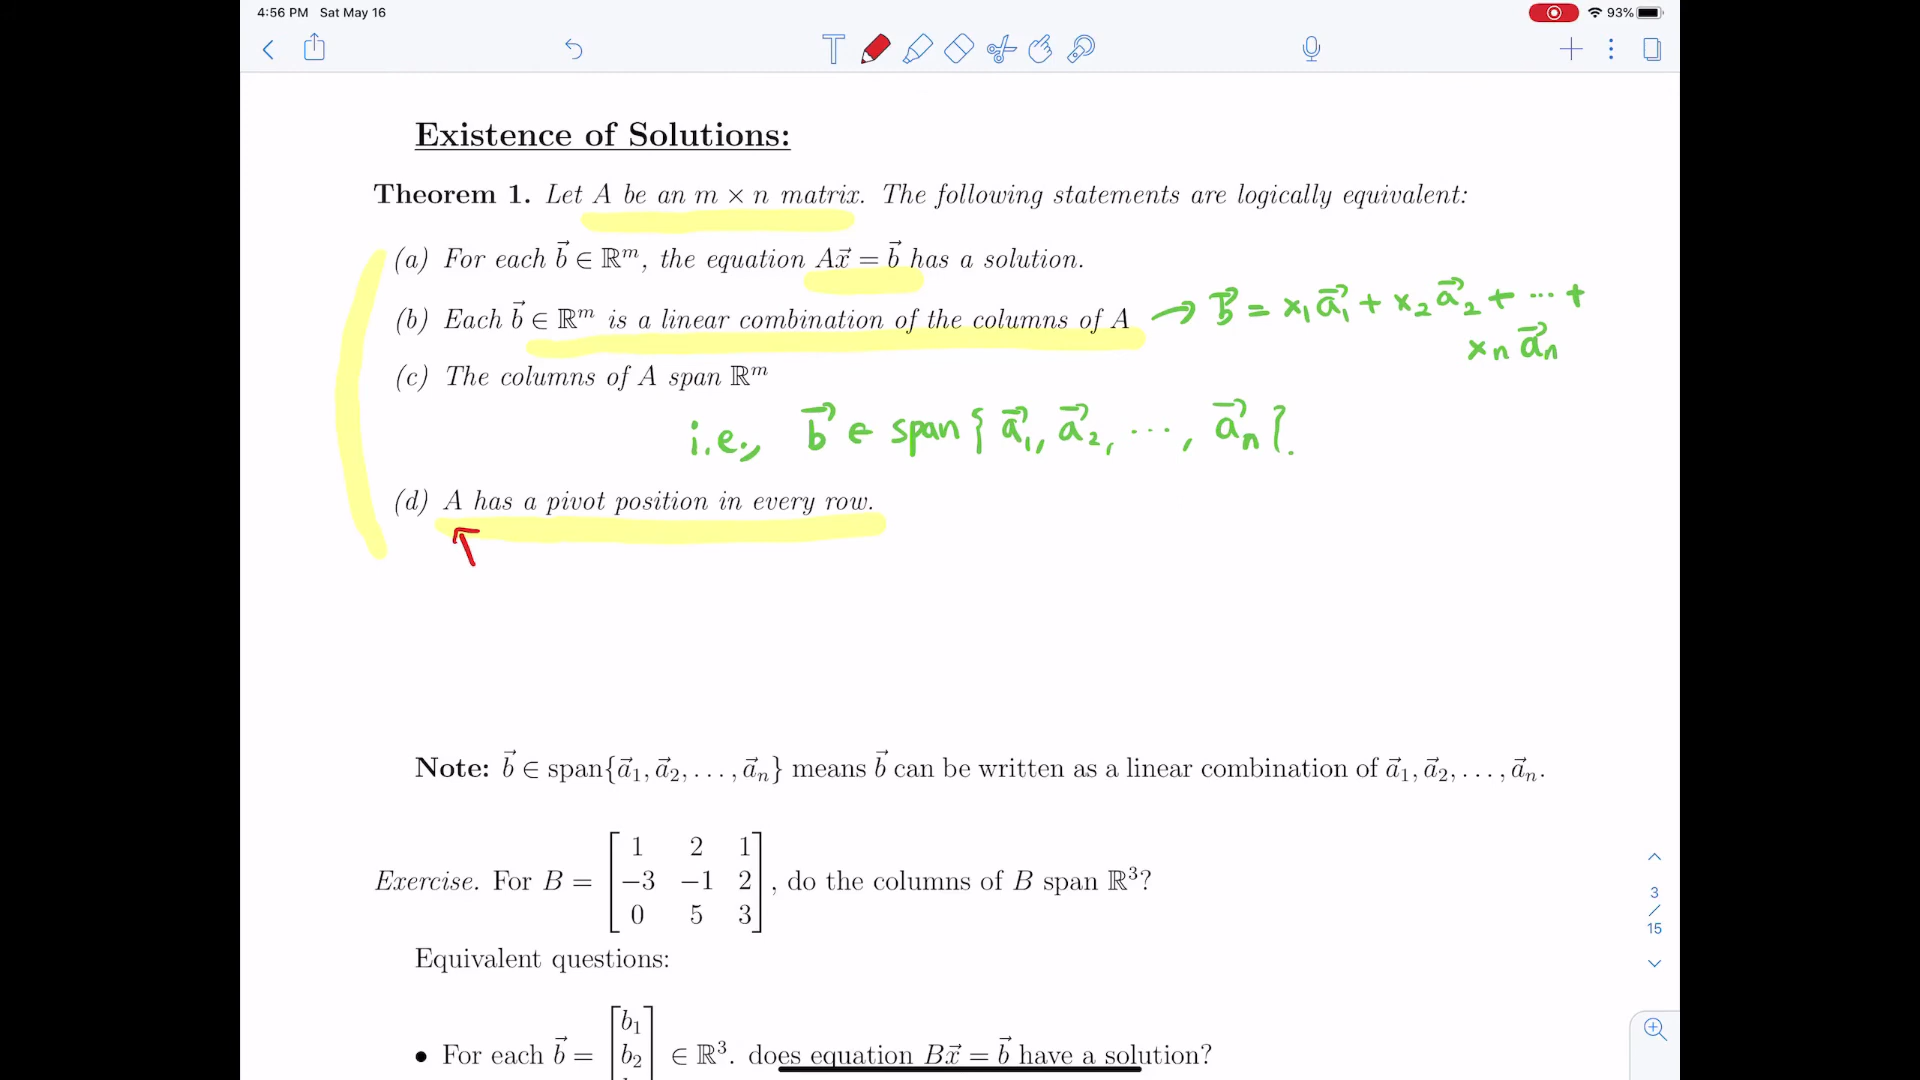 4:56 PM Sat May 16
93%
Existence of Solutions:
Theorem 1. Let A be an m × n matrix. The following statements are logically equivalent:
(a) For each b⃗ ∈ ℝᵐ, the equation Ax⃗ = b⃗ has a solution.
(b) Each b⃗ ∈ ℝᵐ is a linear combination of the columns of A → b⃗ = x₁a⃗₁ + x₂a⃗₂ + ⋯ +
xₙa⃗ₙ
(c) The columns of A span ℝᵐ
i.e., b⃗ ∈ span{a⃗₁, a⃗₂, ⋯, a⃗ₙ}.
(d) A has a pivot position in every row.
Note: b⃗ ∈ span{a⃗₁, a⃗₂, . . . , a⃗ₙ} means b⃗ can be written as a linear combination of a⃗₁, a⃗₂, . . . , a⃗ₙ.
1 2 1
Exercise. For B = −3 −1 2 , do the columns of B span ℝ³?
0 5 3
3
/
15
Equivalent questions:
b₁
• For each b⃗ = b₂ ∈ ℝ³. does equation Bx⃗ = b⃗ have a solution?